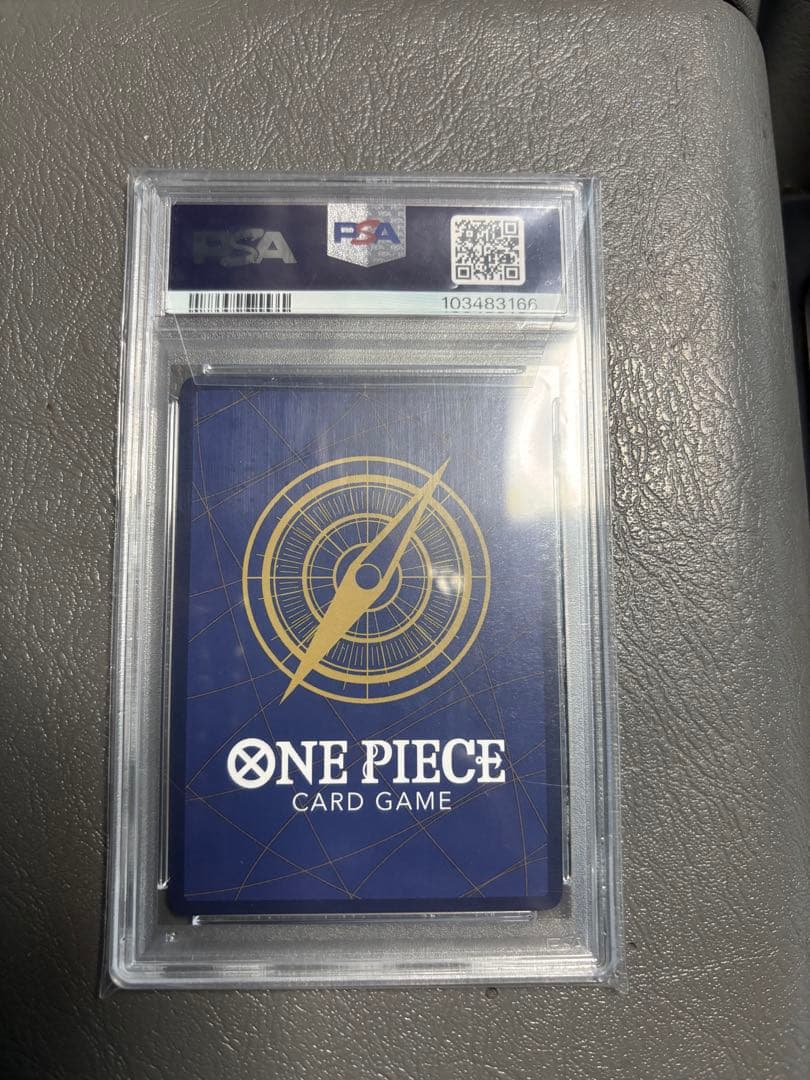 PSA
PSA
103483166
ONE PIECE
CARD GAME